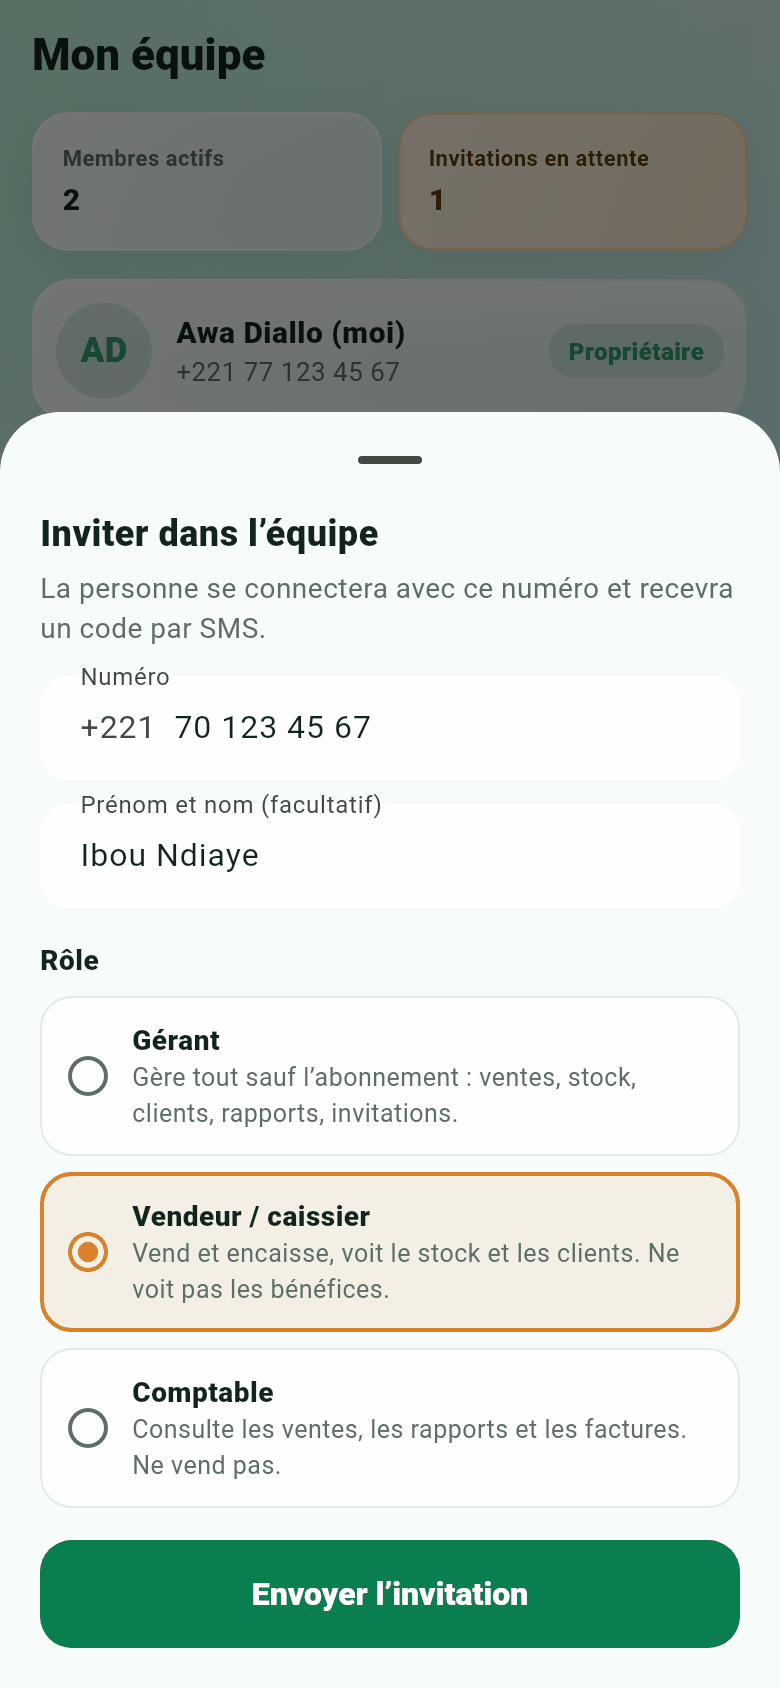 Mon équipe
Membres actifs
2
Invitations en attente
1
AD
Awa Diallo (moi)
+221 77 123 45 67
Propriétaire
Inviter dans l’équipe
La personne se connectera avec ce numéro et recevra
un code par SMS.
Numéro
+221 70 123 45 67
Prénom et nom (facultatif)
Ibou Ndiaye
Rôle
Gérant
Gère tout sauf l’abonnement : ventes, stock,
clients, rapports, invitations.
Vendeur / caissier
Vend et encaisse, voit le stock et les clients. Ne
voit pas les bénéfices.
Comptable
Consulte les ventes, les rapports et les factures.
Ne vend pas.
Envoyer l’invitation